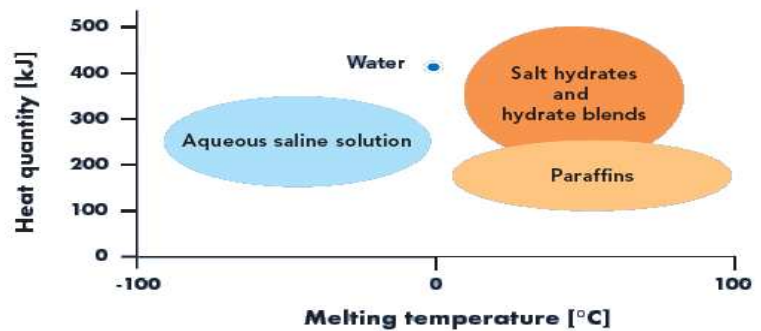 Heat quantity [kJ]
500
400
300
200
100
0
-100
0
100
Melting temperature [°C]
Water
Aqueous saline solution
Salt hydrates
and
hydrate blends
Paraffins